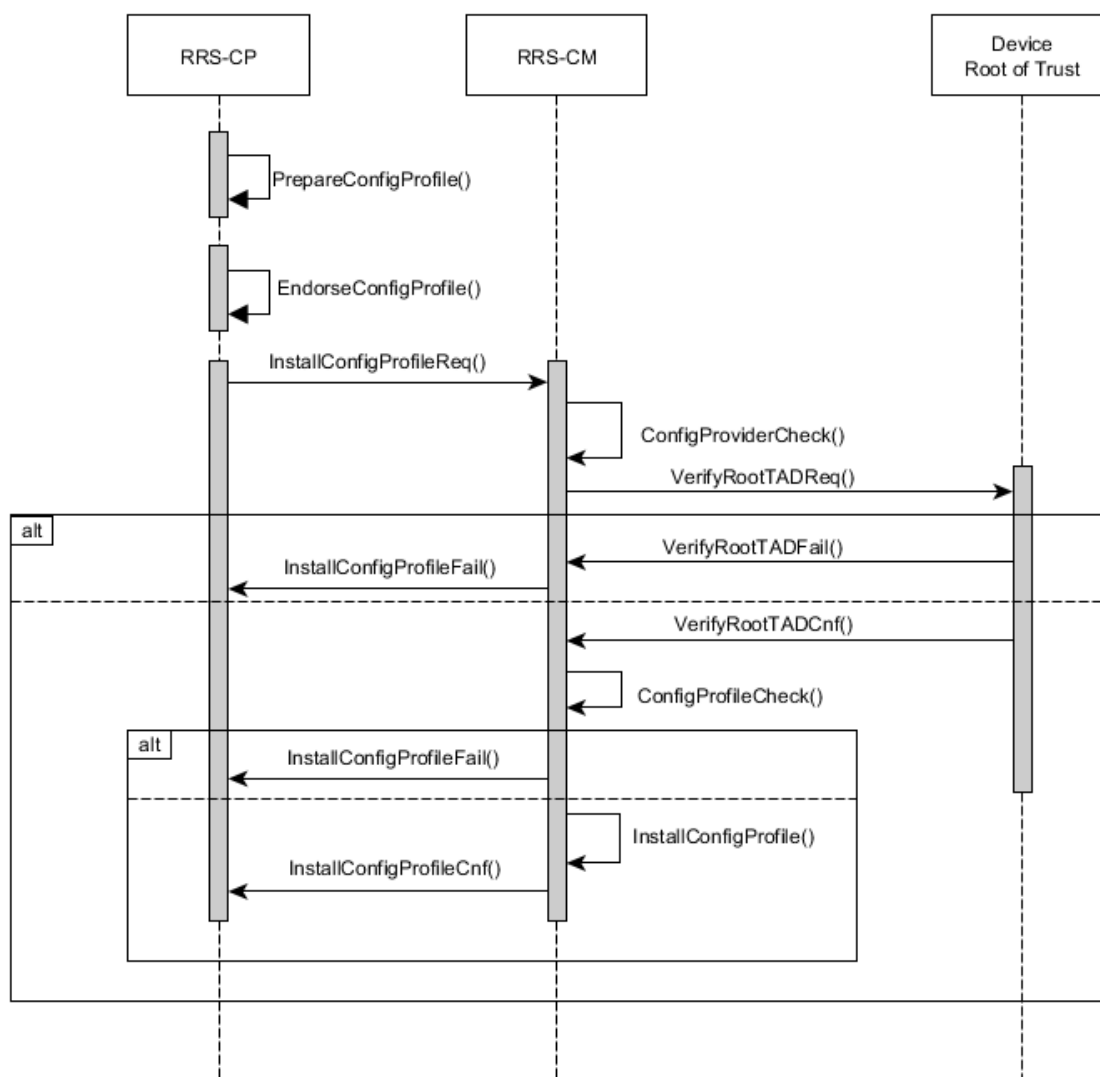 RRS-CP
RRS-CM
Device
Root of Trust
PrepareConfigProfile()
EndorseConfigProfile()
InstallConfigProfileReq()
ConfigProviderCheck()
VerifyRootTADReq()
alt
VerifyRootTADFail()
InstallConfigProfileFail()
VerifyRootTADCnf()
ConfigProfileCheck()
alt
InstallConfigProfileFail()
InstallConfigProfile()
InstallConfigProfileCnf()